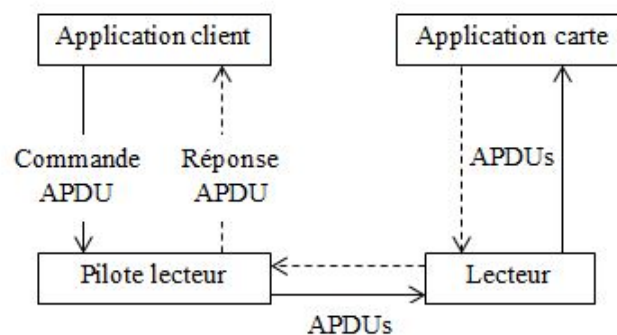 Application client
Application carte
Commande
APDU
Réponse
APDU
APDUs
Pilote lecteur
Lecteur
APDUs